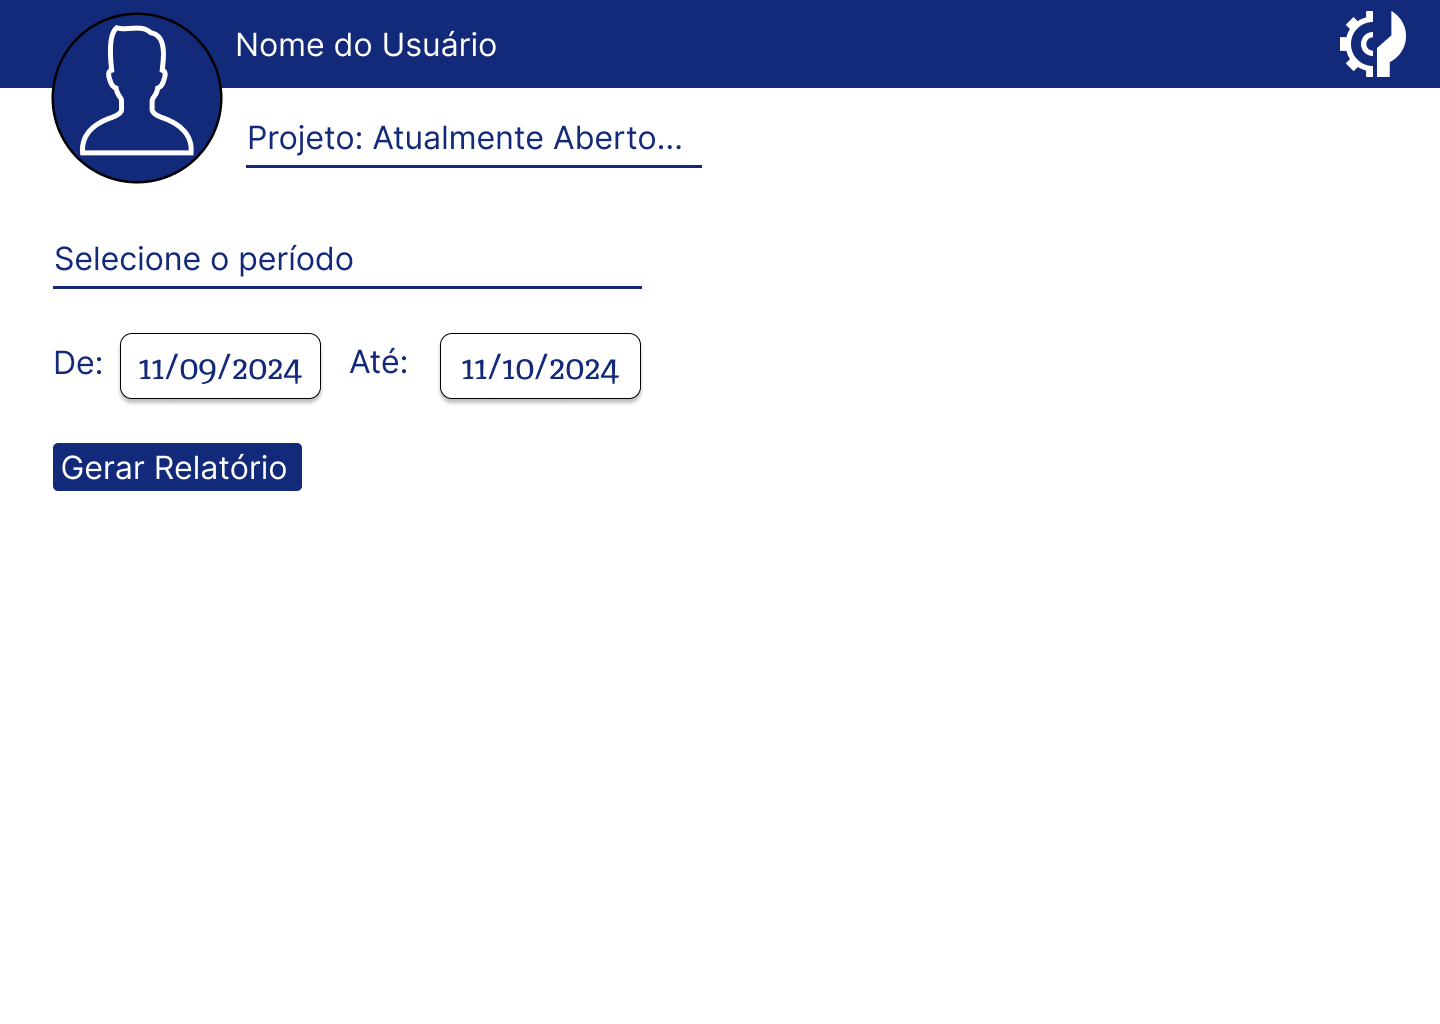 Nome do Usuário
Projeto: Atualmente Aberto...
Selecione o período
De: 11/09/2024 Até: 11/10/2024
Gerar Relatório